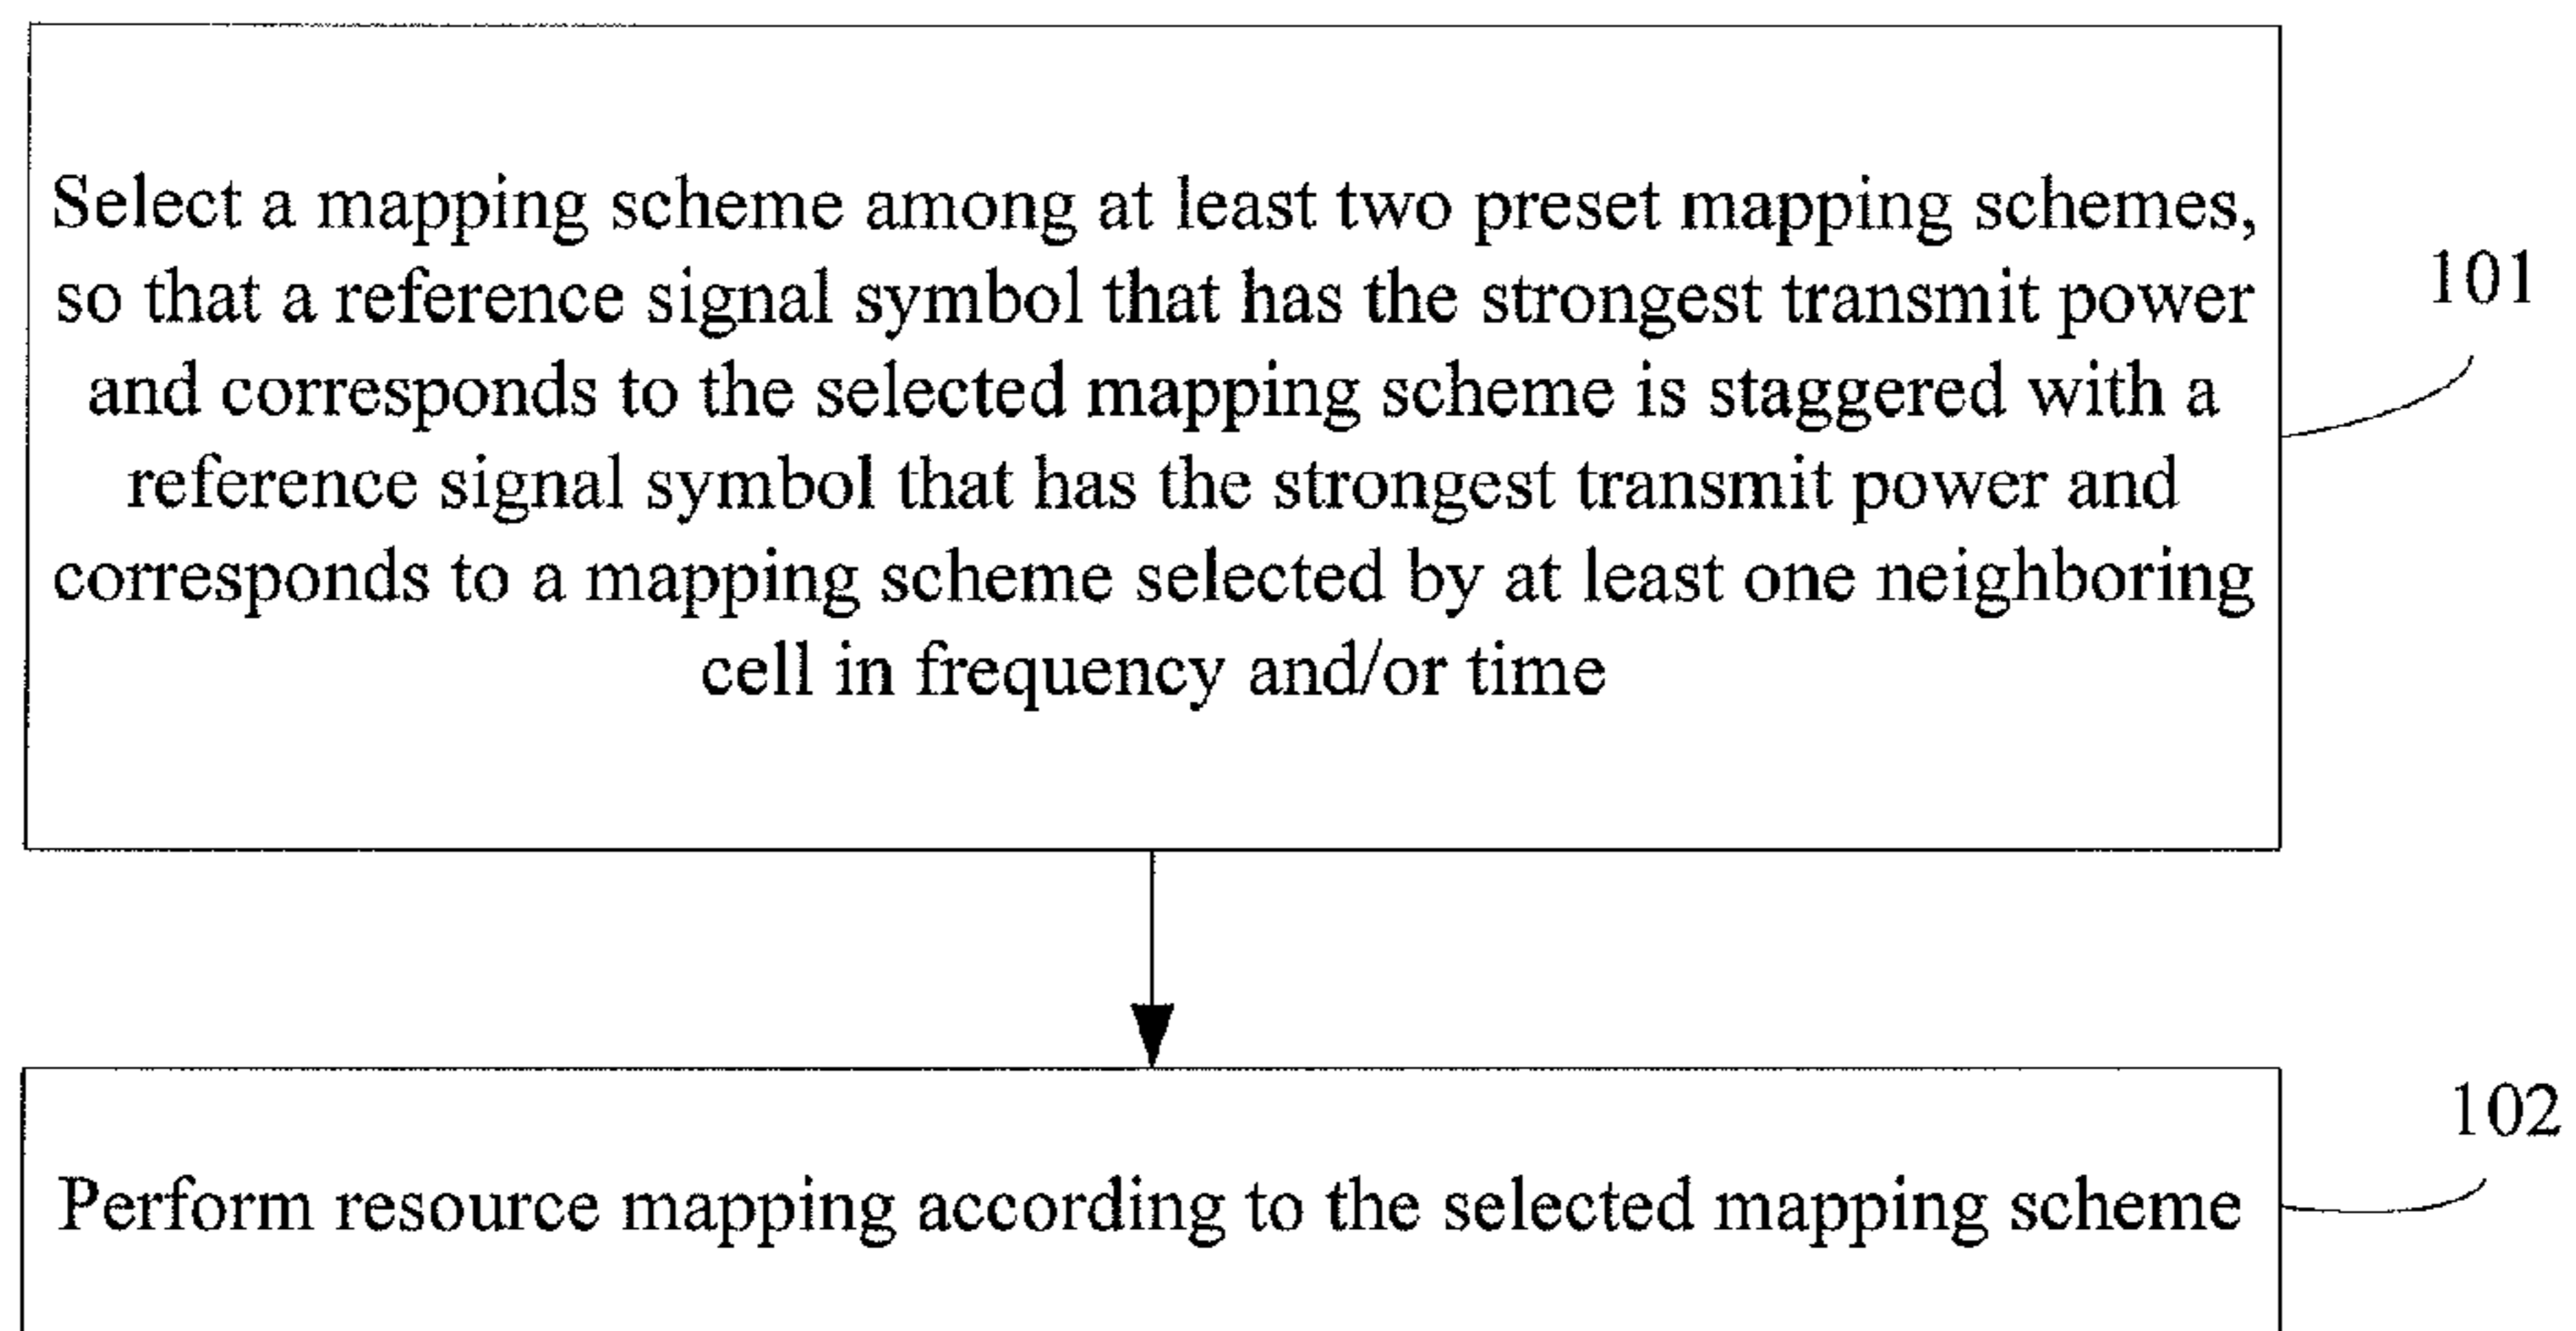 Select a mapping scheme among at least two preset mapping schemes,
so that a reference signal symbol that has the strongest transmit power
and corresponds to the selected mapping scheme is staggered with a
reference signal symbol that has the strongest transmit power and
corresponds to a mapping scheme selected by at least one neighboring
cell in frequency and/or time
101
Perform resource mapping according to the selected mapping scheme
102